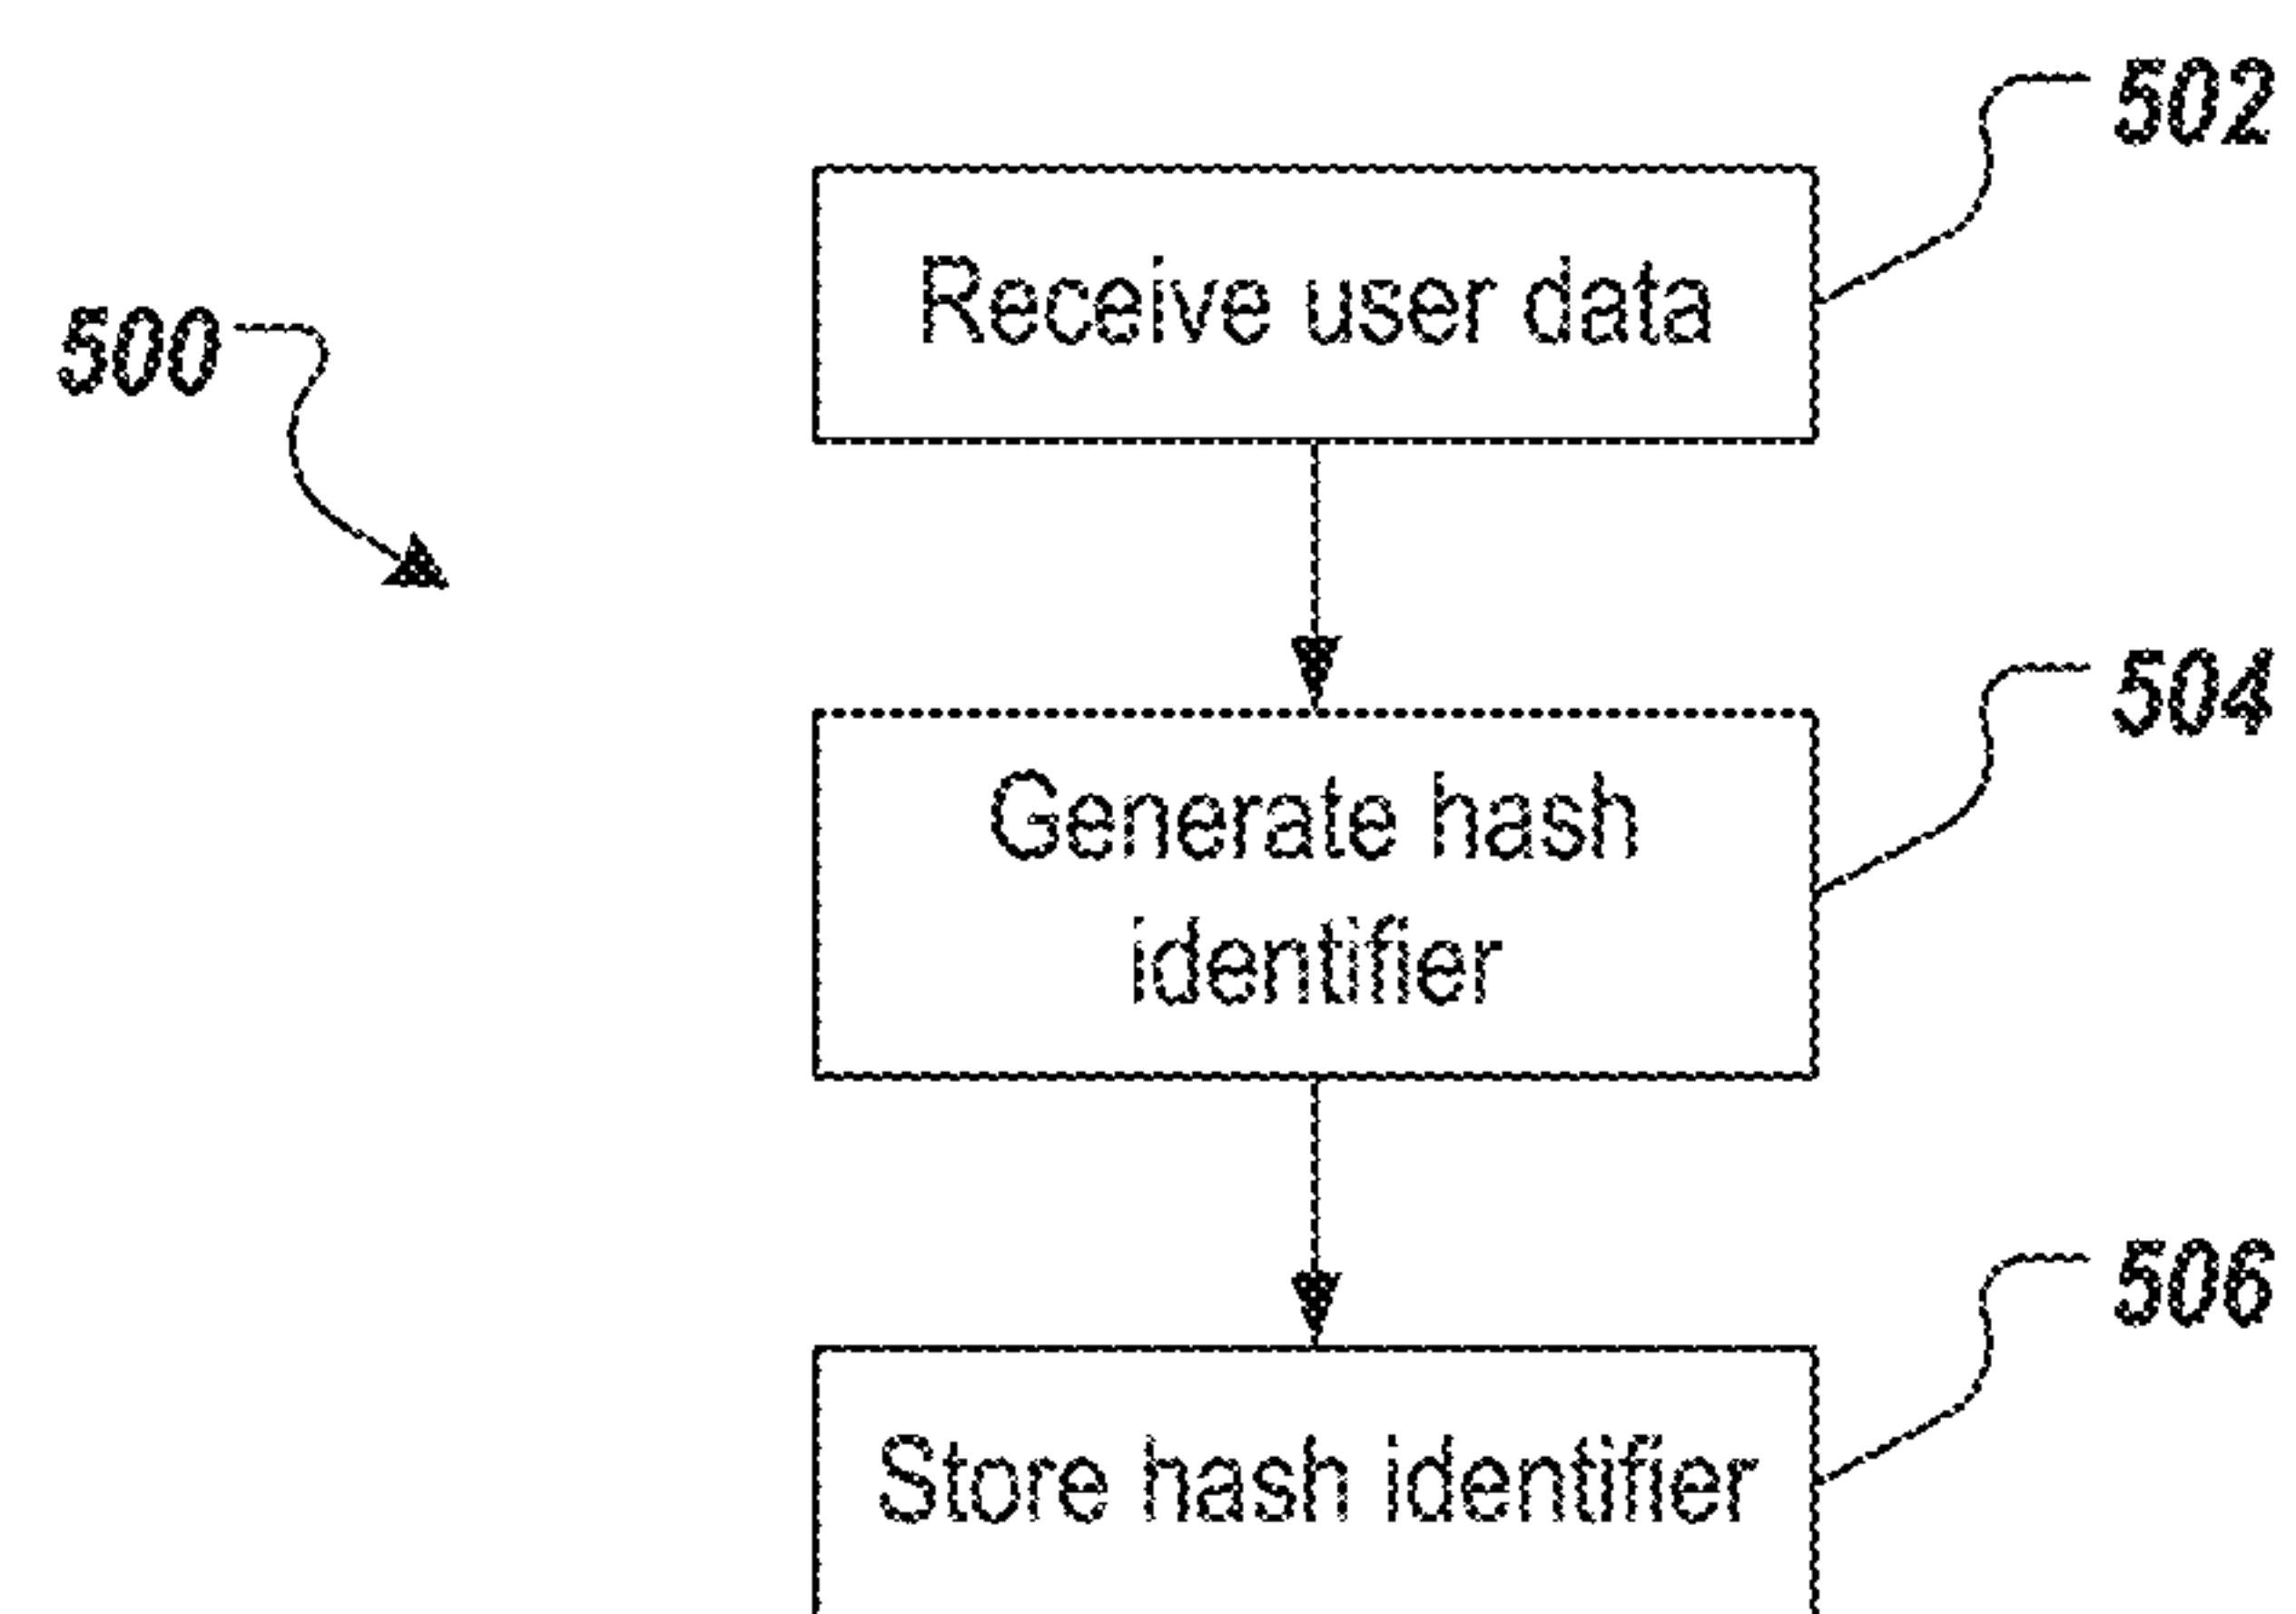 502
Receive user data
500
504
Generate hash
identifier
506
Store hash identifier